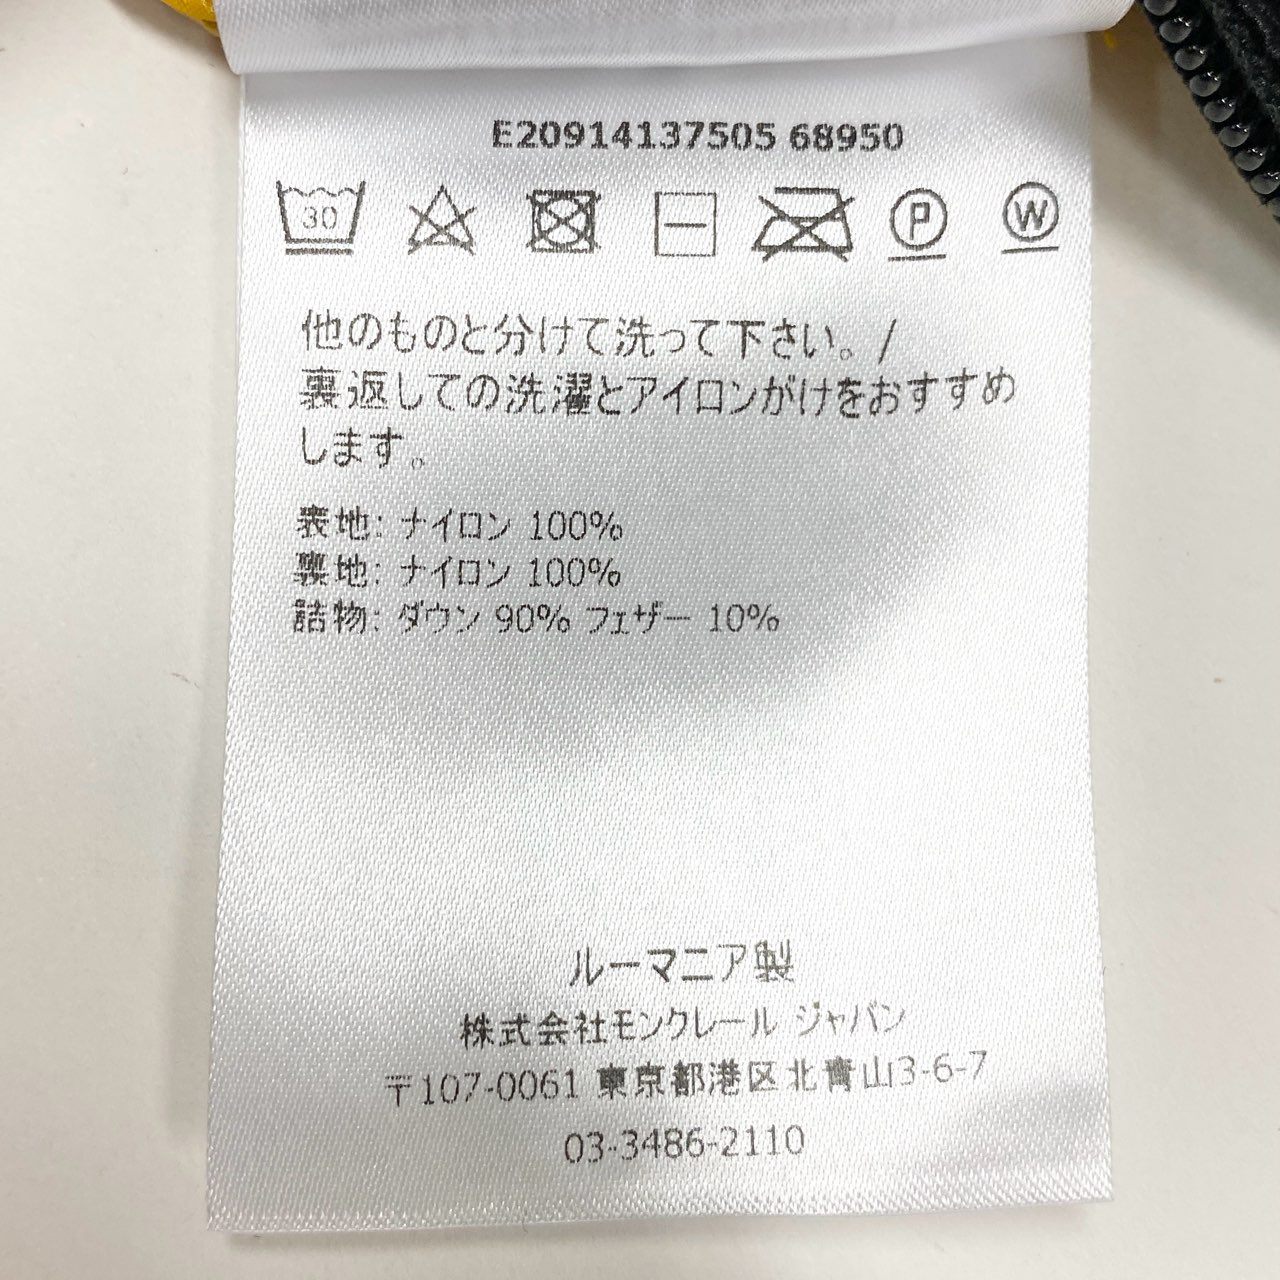 E20914137505 68950
30 P W
他のものと分けて洗って下さい。/
裏返しての洗濯とアイロンがけをおすすめ
します。
表地: ナイロン 100%
裏地: ナイロン 100%
詰物: ダウン 90% フェザー 10%
ルーマニア製
株式会社モンクレール ジャパン
〒107-0061 東京都港区北青山3-6-7
03-3486-2110